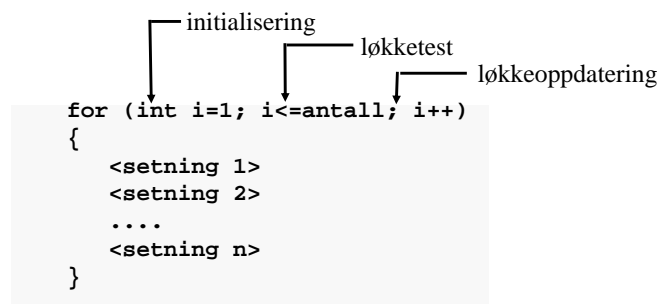 initialisering
løkketest
løkkeoppdatering
for (int i=1; i<=antall; i++)
{
<setning 1>
<setning 2>
....
<setning n>
}